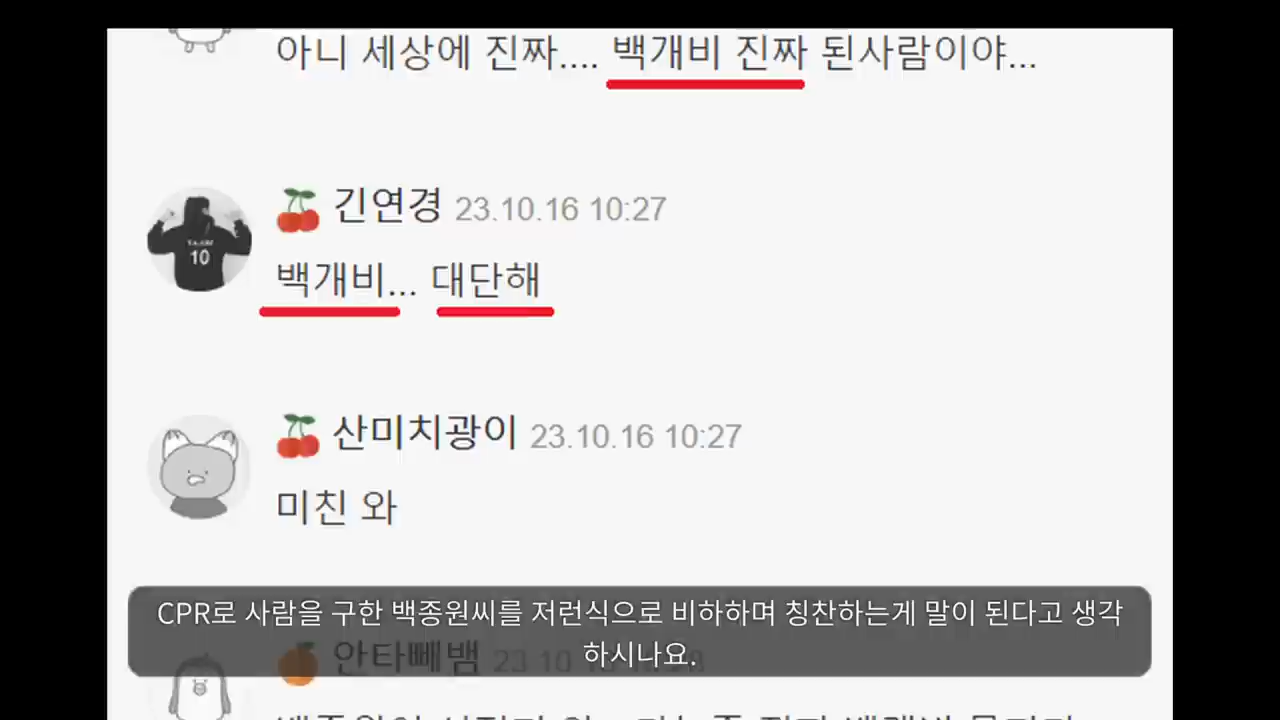 아니 세상에 진짜.... 백개비 진짜 된사람이야...
긴연경 23.10.16 10:27
백개비... 대단해
산미치광이 23.10.16 10:27
미친 와
CPR로 사람을 구한 백종원씨를 저런식으로 비하하며 칭찬하는게 말이 된다고 생각
하시나요.
안타빼뱀 23.10